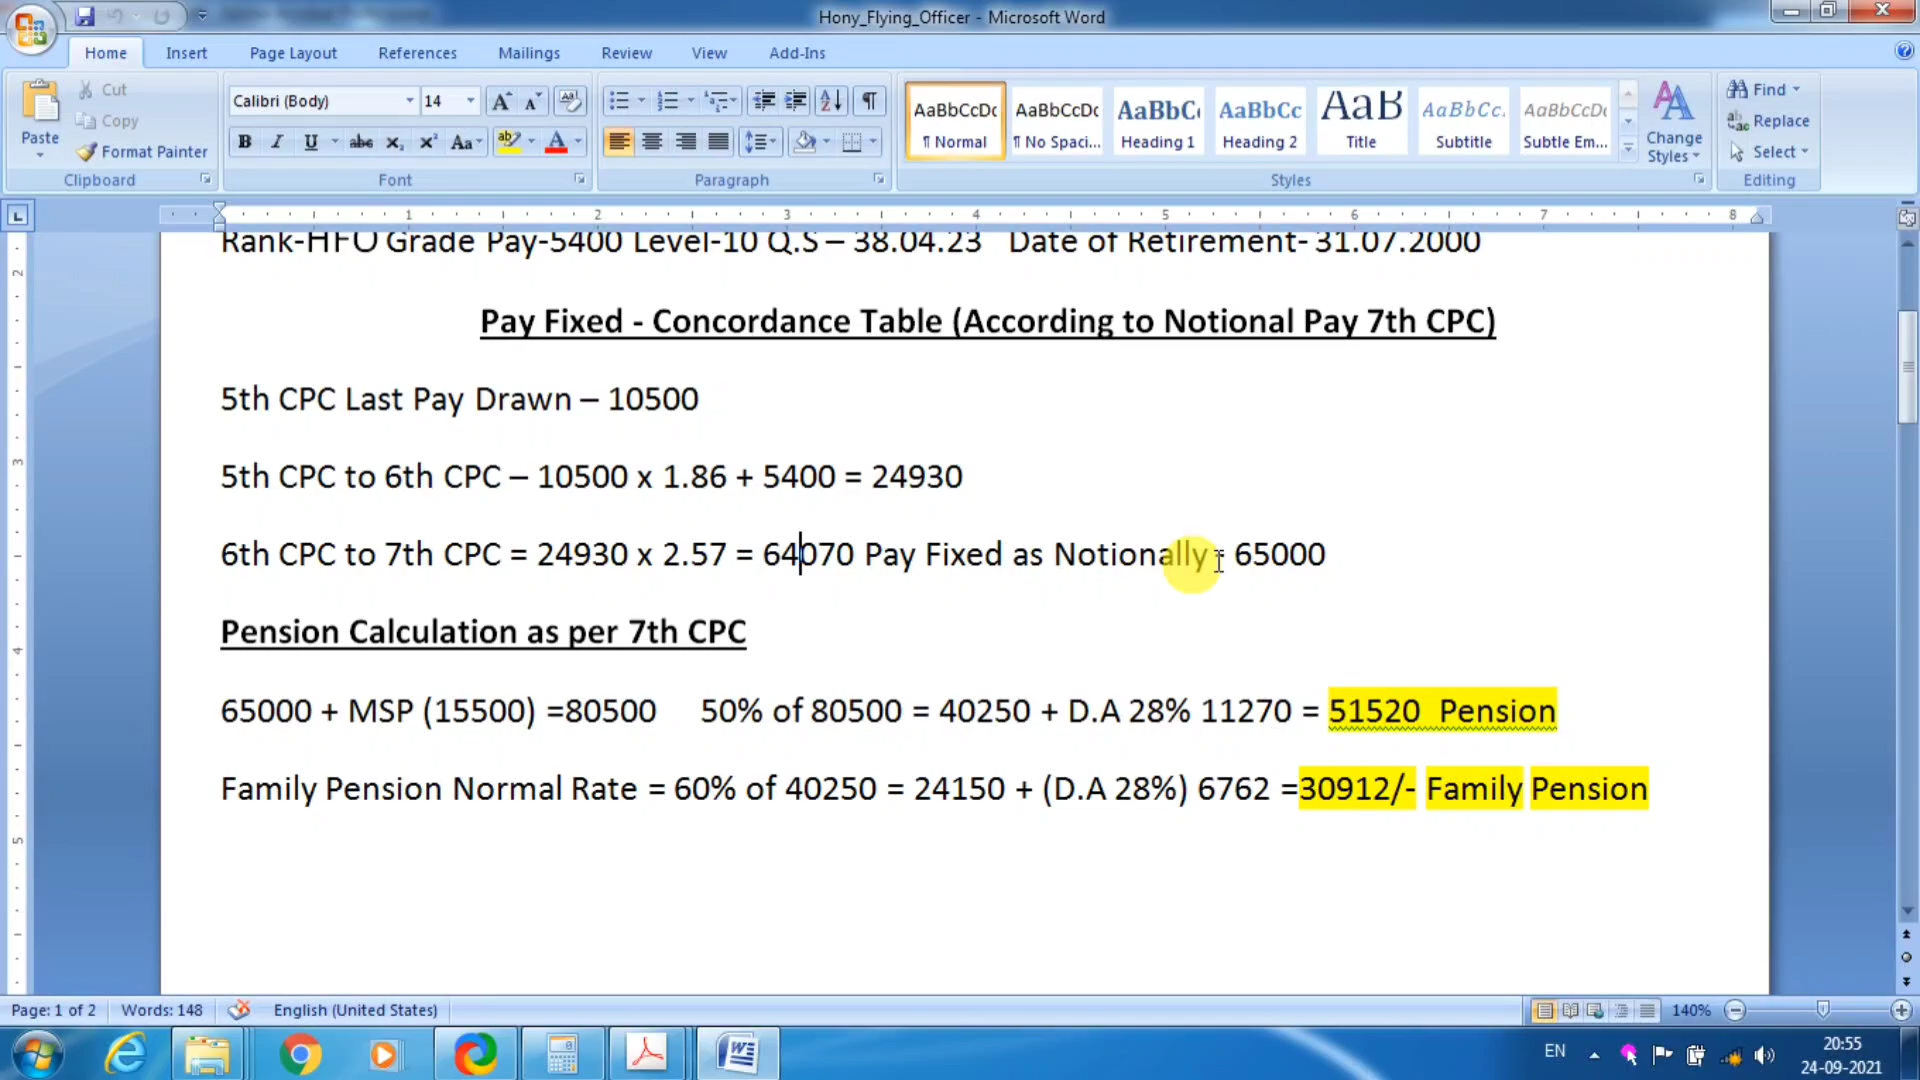 Hony_Flying_Officer - Microsoft Word
Home Insert Page Layout References Mailings Review View Add-Ins
Paste
Cut
Copy
Format Painter
Clipboard
Calibri (Body) 14
Font
Paragraph
AaBbCcDc AaBbCcDc AaBbC AaBbCc AaB AaBbCc. AaBbCcDc
¶ Normal ¶ No Spaci... Heading 1 Heading 2 Title Subtitle Subtle Em...
Change Styles
Styles
Find
Replace
Select
Editing
1 2 3 4 5 6 7 8
Rank-HFO Grade Pay-5400 Level-10 Q.S – 38.04.23 Date of Retirement- 31.07.2000
Pay Fixed - Concordance Table (According to Notional Pay 7th CPC)
5th CPC Last Pay Drawn – 10500
5th CPC to 6th CPC – 10500 x 1.86 + 5400 = 24930
6th CPC to 7th CPC = 24930 x 2.57 = 64070 Pay Fixed as Notionally - 65000
Pension Calculation as per 7th CPC
65000 + MSP (15500) =80500 50% of 80500 = 40250 + D.A 28% 11270 = 51520 Pension
Family Pension Normal Rate = 60% of 40250 = 24150 + (D.A 28%) 6762 =30912/- Family Pension
Page: 1 of 2 Words: 148 English (United States) 140%
EN
20:55
24-09-2021